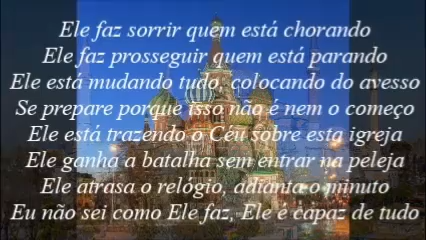 Ele faz sorrir quem está chorando
Ele faz prosseguir quem está parando
Ele está mudando tudo, colocando do avesso
Se prepare porque isso não é nem o começo
Ele está trazendo o Céu sobre esta igreja
Ele ganha a batalha sem entrar na peleja
Ele atrasa o relógio, adianta o minuto
Eu não sei como Ele faz, Ele é capaz de tudo